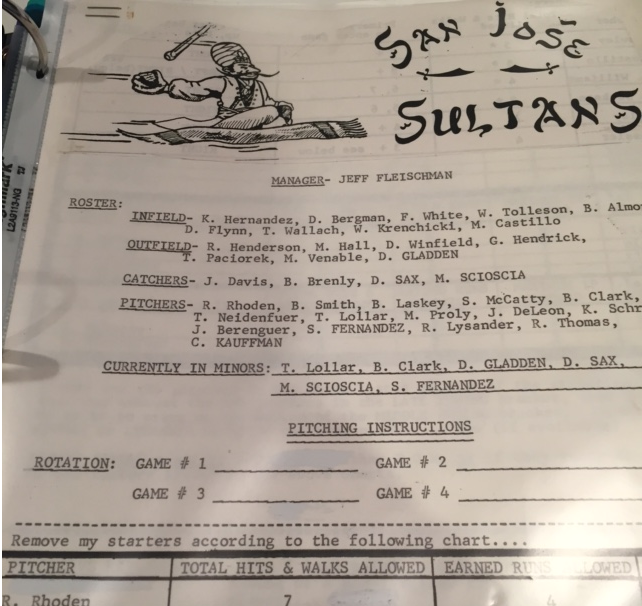 SAN JOSE
SULTANS
MANAGER- JEFF FLEISCHMAN
ROSTER:
INFIELD- K. Hernandez, D. Bergman, F. White, W. Tolleson, B. Almo
D. Flynn, T. Wallach, W. Krenchicki, M. Castillo
OUTFIELD- R. Henderson, M. Hall, D. Winfield, G. Hendrick,
T. Paciorek, M. Venable, D. GLADDEN
CATCHERS- J. Davis, B. Brenly, D. SAX, M. SCIOSCIA
PITCHERS- R. Rhoden, B. Smith, B. Laskey, S. McCatty, B. Clark,
T. Neidenfuer, T. Lollar, M. Proly, J. DeLeon, K. Schr
J. Berenguer, S. FERNANDEZ, R. Lysander, R. Thomas,
C. KAUFFMAN
CURRENTLY IN MINORS: T. Lollar, B. Clark, D. GLADDEN, D. SAX,
M. SCIOSCIA, S. FERNANDEZ
PITCHING INSTRUCTIONS
ROTATION: GAME # 1 GAME # 2
GAME # 3 GAME # 4
Remove my starters according to the following chart....
PITCHER TOTAL HITS & WALKS ALLOWED EARNED RUNS ALLOWED
R. Rhoden 7 4